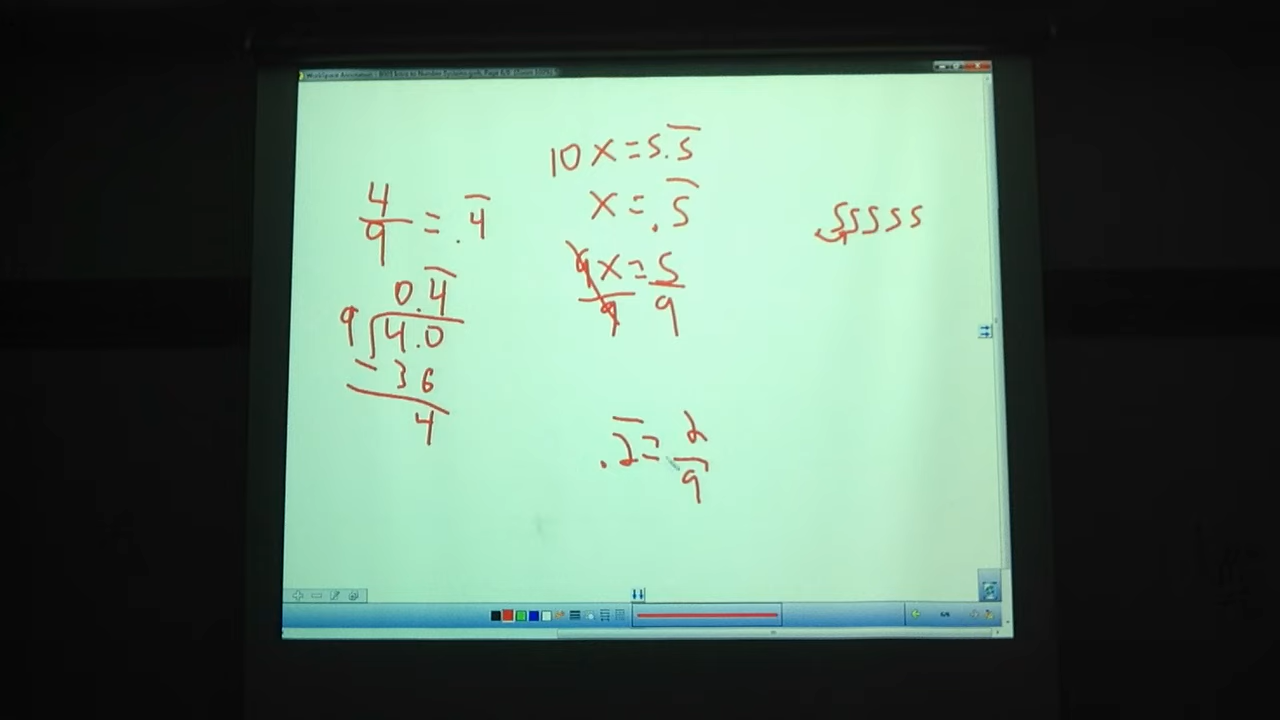 4/9 = .4̅
0.4̅
9 4.0
- 36
4
10x = 5.5̅
x = .5̅
9x/9 = 5/9
.2̅ = 2/9
.55555